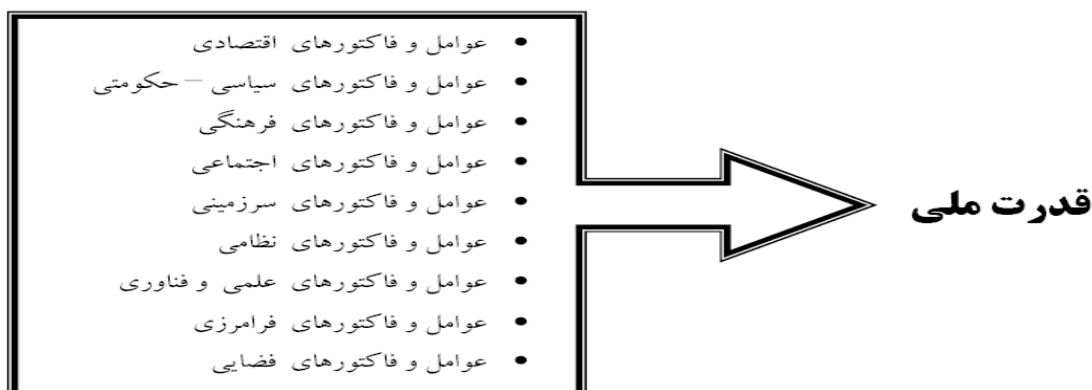 • عوامل و فاکتورهای اقتصادی
• عوامل و فاکتورهای سیاسی – حکومتی
• عوامل و فاکتورهای فرهنگی
• عوامل و فاکتورهای اجتماعی
• عوامل و فاکتورهای سرزمینی
• عوامل و فاکتورهای نظامی
• عوامل و فاکتورهای علمی و فناوری
• عوامل و فاکتورهای فرامرزی
• عوامل و فاکتورهای فضایی
قدرت ملی